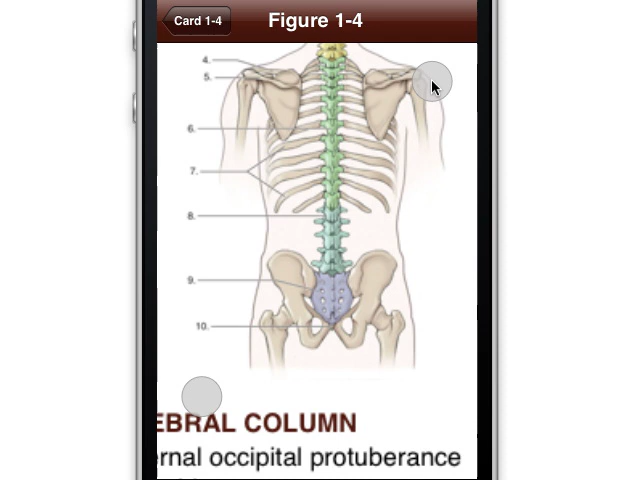 Card 1-4
Figure 1-4
4.
5.
6.
7.
8.
9.
10.
EBRAL COLUMN
ernal occipital protuberance